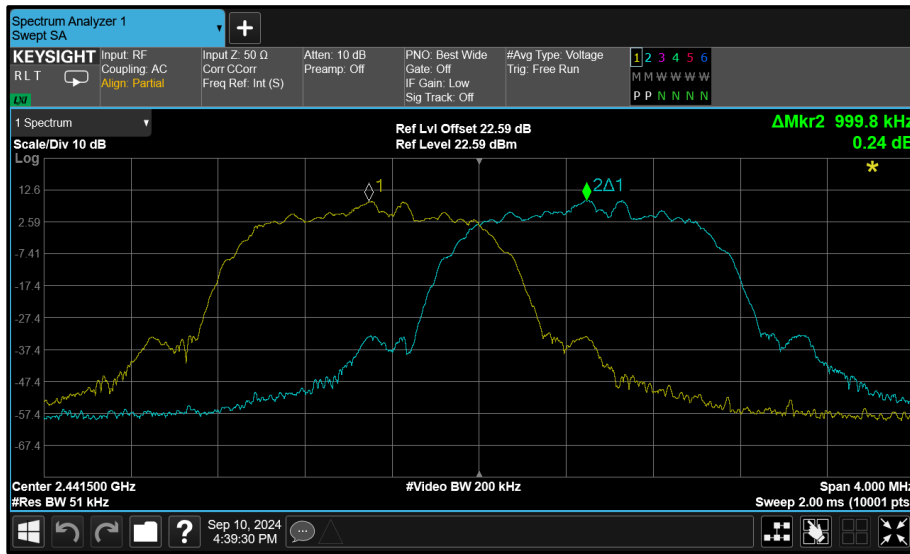 Spectrum Analyzer 1
Swept SA
+
KEYSIGHT
R L T
LXI
Input: RF
Coupling: AC
Align: Partial
Input Z: 50 Ω
Corr CCorr
Freq Ref: Int (S)
Atten: 10 dB
Preamp: Off
PNO: Best Wide
Gate: Off
IF Gain: Low
Sig Track: Off
#Avg Type: Voltage
Trig: Free Run
1 2 3 4 5 6
M M W W W W
P P N N N N
1 Spectrum
Scale/Div 10 dB
Ref Lvl Offset 22.59 dB
Ref Level 22.59 dBm
ΔMkr2 999.8 kHz
0.24 dB
*
Log
1
2Δ1
12.6
2.59
-7.41
-17.4
-27.4
-37.4
-47.4
-57.4
-67.4
Center 2.441500 GHz
#Video BW 200 kHz
Span 4.000 MHz
#Res BW 51 kHz
Sweep 2.00 ms (10001 pts
?
Sep 10, 2024
4:39:30 PM